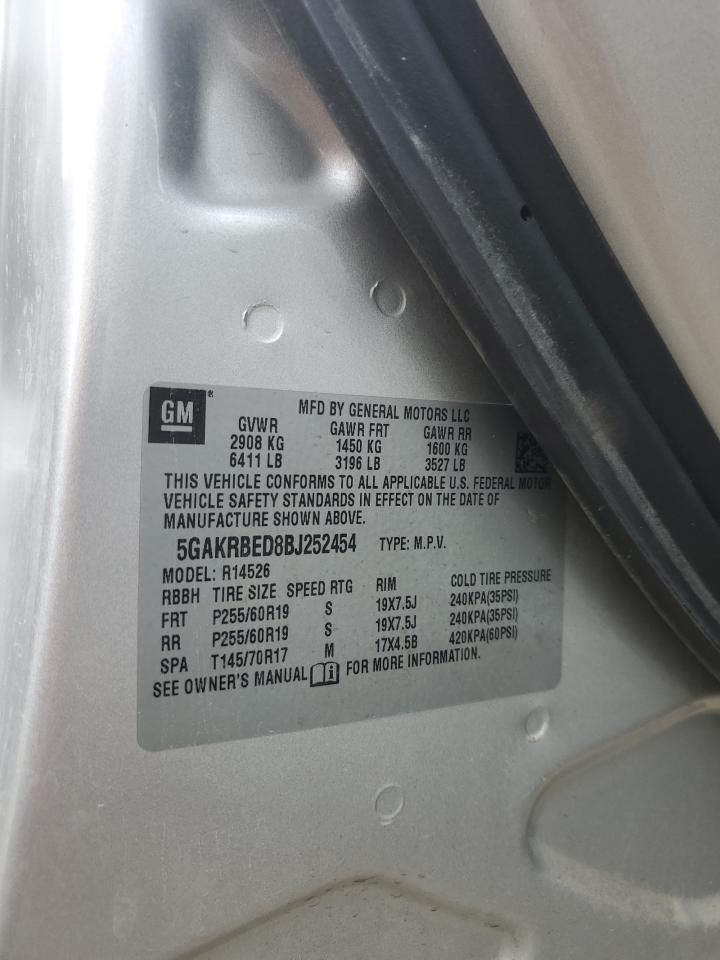 GM®
MFD BY GENERAL MOTORS LLC
GVWR GAWR FRT GAWR RR
2908 KG 1450 KG 1600 KG
6411 LB 3196 LB 3527 LB
THIS VEHICLE CONFORMS TO ALL APPLICABLE U.S. FEDERAL MOTOR
VEHICLE SAFETY STANDARDS IN EFFECT ON THE DATE OF
MANUFACTURE SHOWN ABOVE.
5GAKRBED8BJ252454 TYPE: M.P.V.
MODEL: R14526
RBBH TIRE SIZE SPEED RTG RIM COLD TIRE PRESSURE
FRT P255/60R19 S 19X7.5J 240KPA(35PSI)
RR P255/60R19 S 19X7.5J 240KPA(35PSI)
SPA T145/70R17 M 17X4.5B 420KPA(60PSI)
SEE OWNER'S MANUAL FOR MORE INFORMATION.